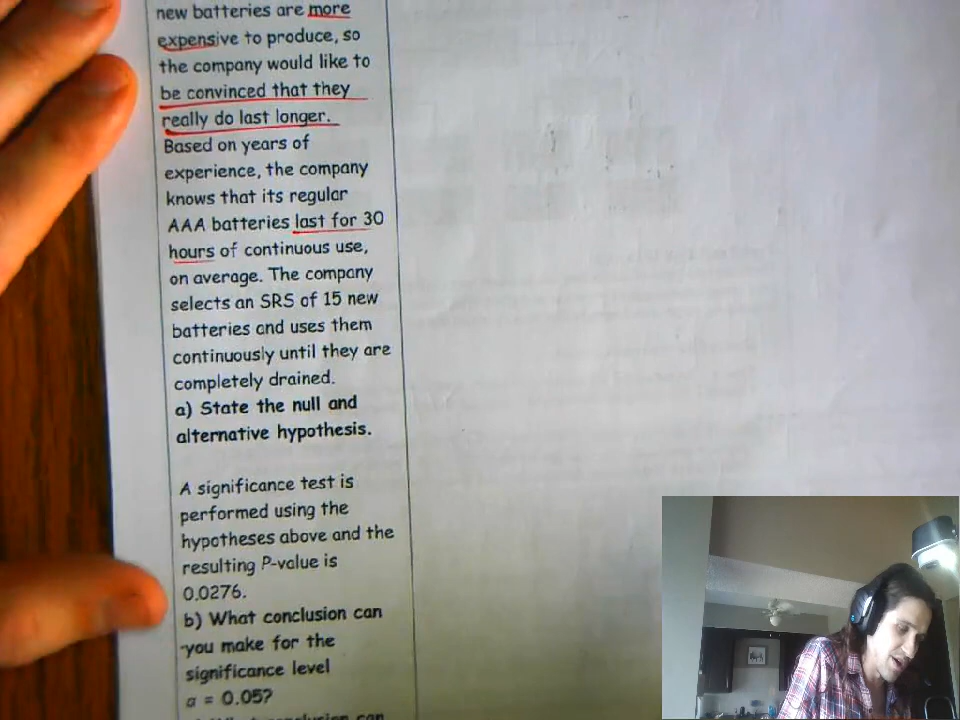 new batteries are more
expensive to produce, so
the company would like to
be convinced that they
really do last longer.
Based on years of
experience, the company
knows that its regular
AAA batteries last for 30
hours of continuous use,
on average. The company
selects an SRS of 15 new
batteries and uses them
continuously until they are
completely drained.
a) State the null and
alternative hypothesis.
A significance test is
performed using the
hypotheses above and the
resulting P-value is
0.0276.
b) What conclusion can
you make for the
significance level
α = 0.05?
What conclusion can